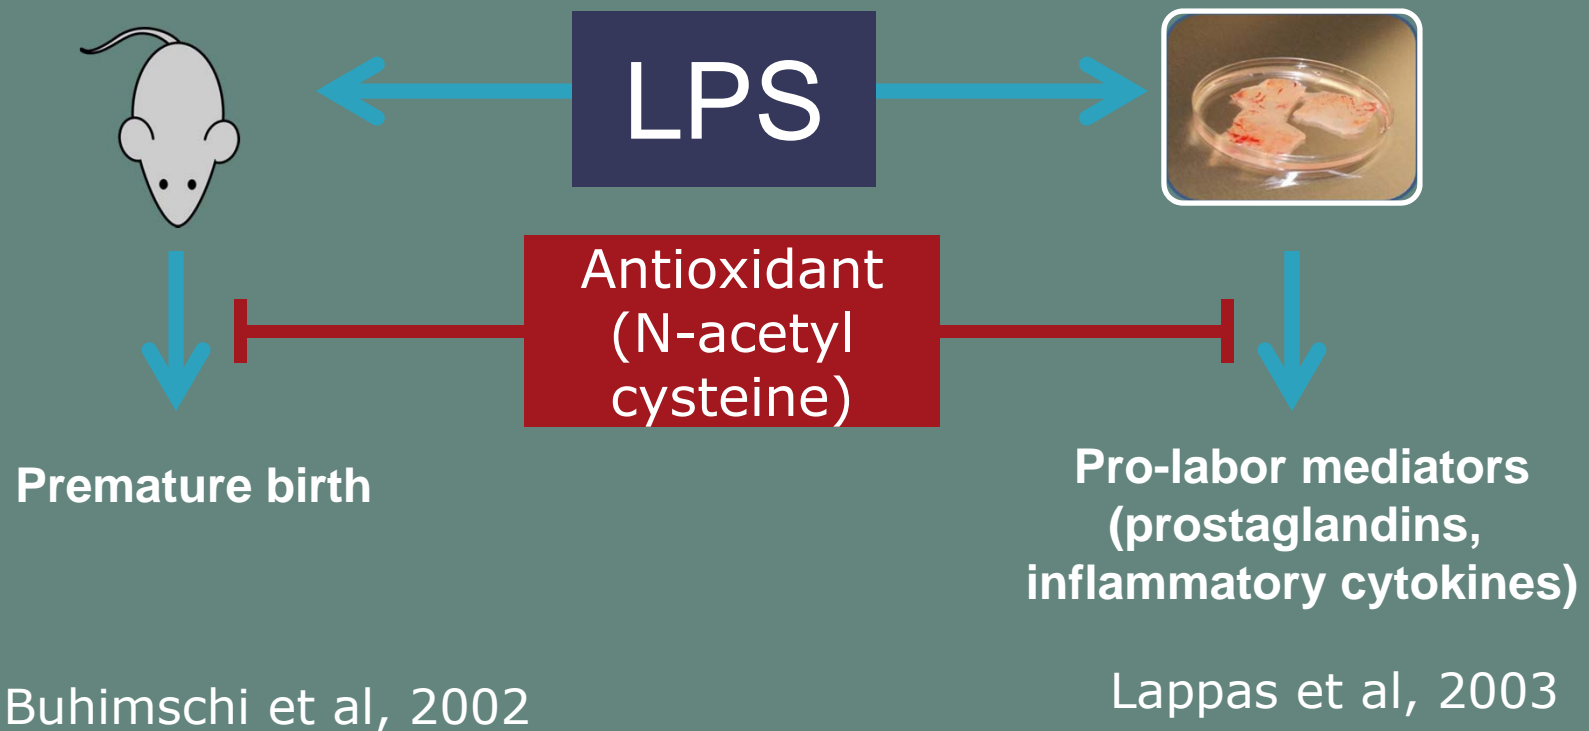 LPS
Antioxidant
(N-acetyl
cysteine)
Premature birth
Pro-labor mediators
(prostaglandins,
inflammatory cytokines)
Buhimschi et al, 2002
Lappas et al, 2003